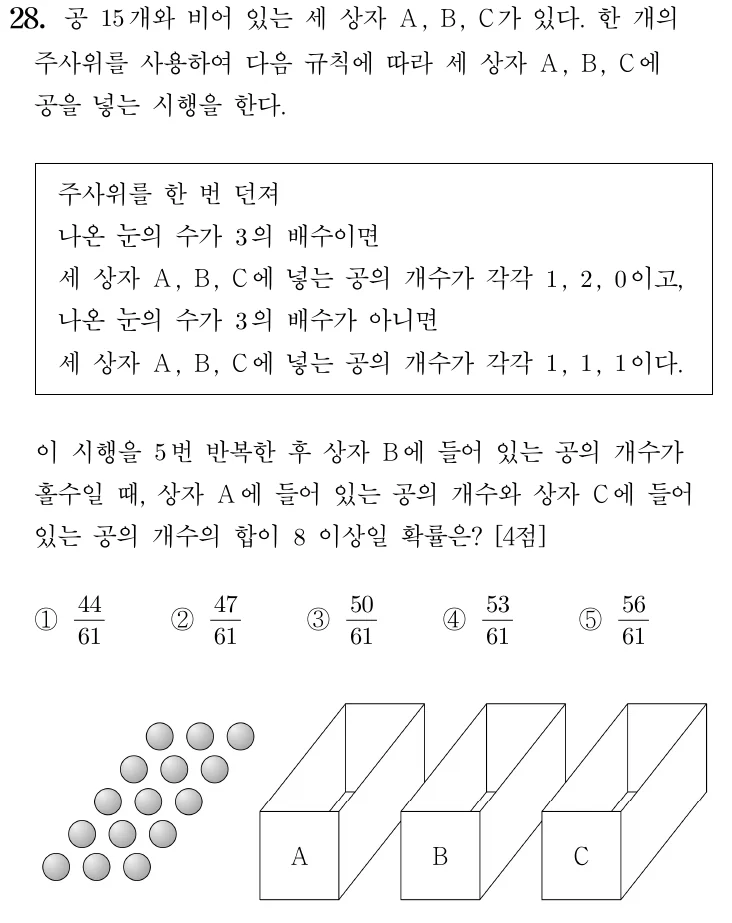 28. 공 15개와 비어 있는 세 상자 A, B, C가 있다. 한 개의
주사위를 사용하여 다음 규칙에 따라 세 상자 A, B, C에
공을 넣는 시행을 한다.
주사위를 한 번 던져
나온 눈의 수가 3의 배수이면
세 상자 A, B, C에 넣는 공의 개수가 각각 1, 2, 0이고,
나온 눈의 수가 3의 배수가 아니면
세 상자 A, B, C에 넣는 공의 개수가 각각 1, 1, 1이다.
이 시행을 5번 반복한 후 상자 B에 들어 있는 공의 개수가
홀수일 때, 상자 A에 들어 있는 공의 개수와 상자 C에 들어
있는 공의 개수의 합이 8 이상일 확률은? [4점]
① 44/61 ② 47/61 ③ 50/61 ④ 53/61 ⑤ 56/61
A B C